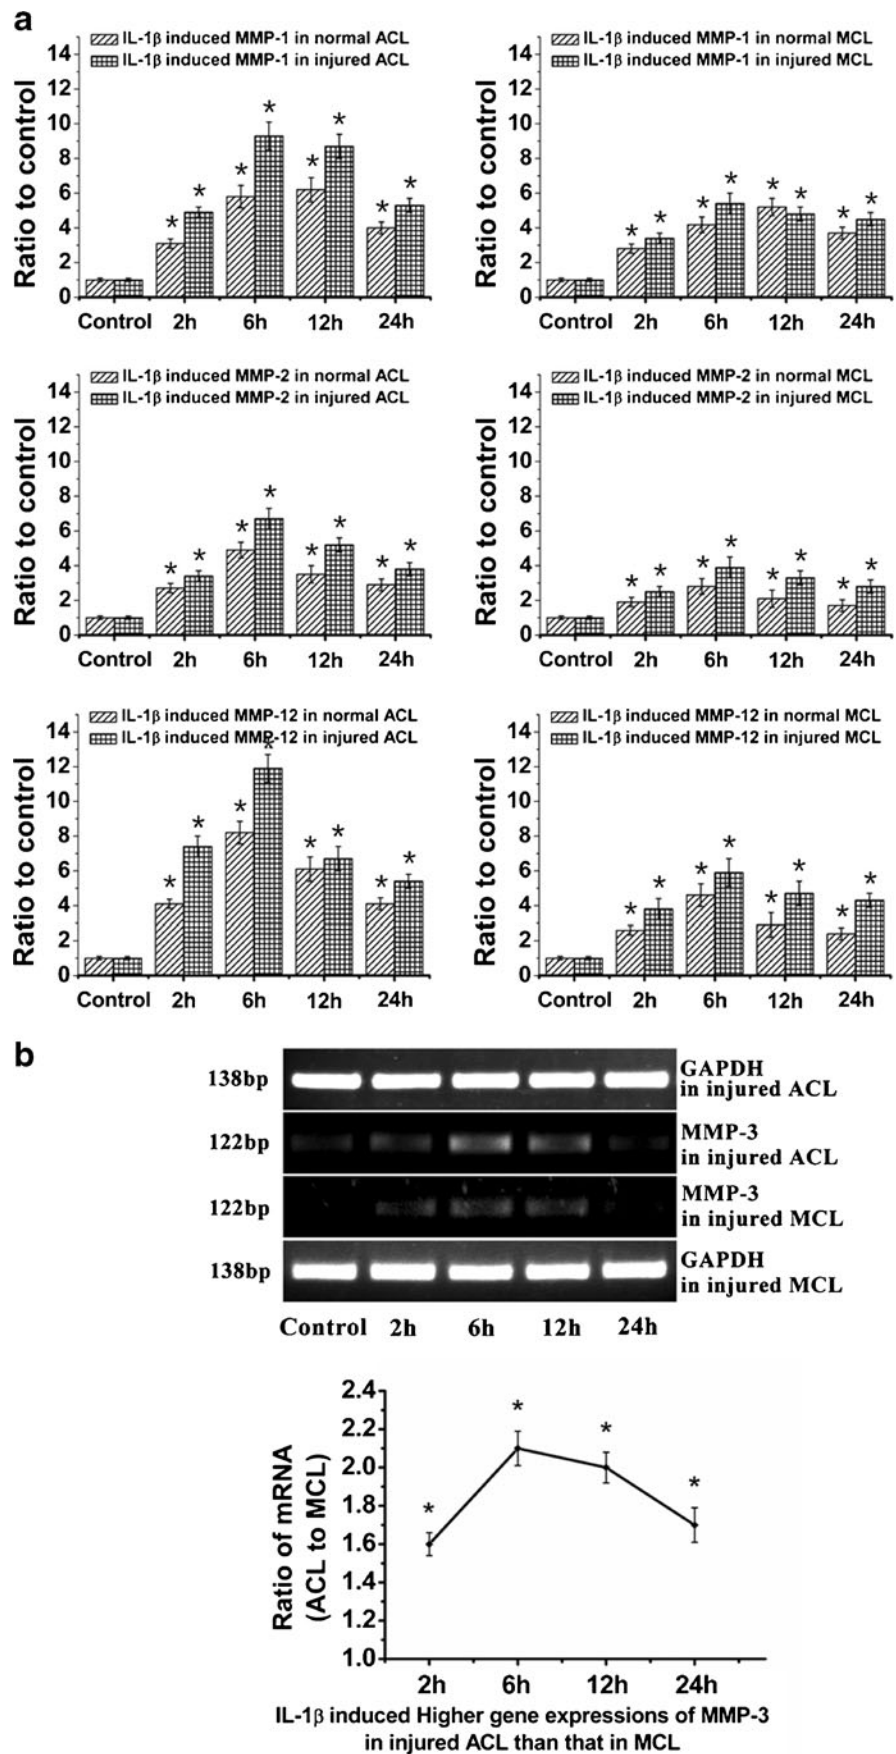 a
IL-1β induced MMP-1 in normal ACL
IL-1β induced MMP-1 in injured ACL
Ratio to control
14
12
10
8
6
4
2
0
* * * * * * * *
Control 2h 6h 12h 24h
IL-1β induced MMP-1 in normal MCL
IL-1β induced MMP-1 in injured MCL
Ratio to control
14
12
10
8
6
4
2
0
* * * * * * * *
Control 2h 6h 12h 24h
IL-1β induced MMP-2 in normal ACL
IL-1β induced MMP-2 in injured ACL
Ratio to control
14
12
10
8
6
4
2
0
* * * * * * * *
Control 2h 6h 12h 24h
IL-1β induced MMP-2 in normal MCL
IL-1β induced MMP-2 in injured MCL
Ratio to control
14
12
10
8
6
4
2
0
* * * * * * * *
Control 2h 6h 12h 24h
IL-1β induced MMP-12 in normal ACL
IL-1β induced MMP-12 in injured ACL
Ratio to control
14
12
10
8
6
4
2
0
* * * * * * * *
Control 2h 6h 12h 24h
IL-1β induced MMP-12 in normal MCL
IL-1β induced MMP-12 in injured MCL
Ratio to control
14
12
10
8
6
4
2
0
* * * * * * * *
Control 2h 6h 12h 24h
b
138bp
GAPDH
in injured ACL
122bp
MMP-3
in injured ACL
122bp
MMP-3
in injured MCL
138bp
GAPDH
in injured MCL
Control 2h 6h 12h 24h
Ratio of mRNA
(ACL to MCL)
2.4
2.2
2.0
1.8
1.6
1.4
1.2
1.0
* * * *
2h 6h 12h 24h
IL-1β induced Higher gene expressions of MMP-3
in injured ACL than that in MCL